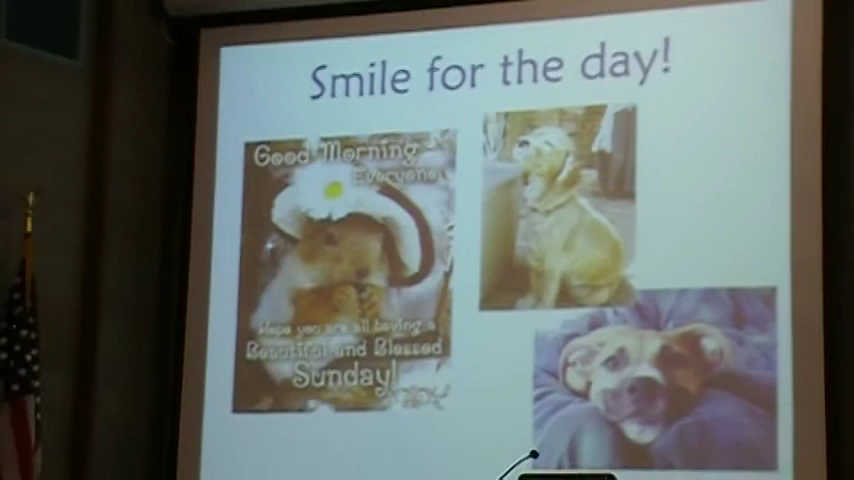 Smile for the day!
Good Morning
Everyone
Hope you are all having a
Beautiful and Blessed
Sunday!